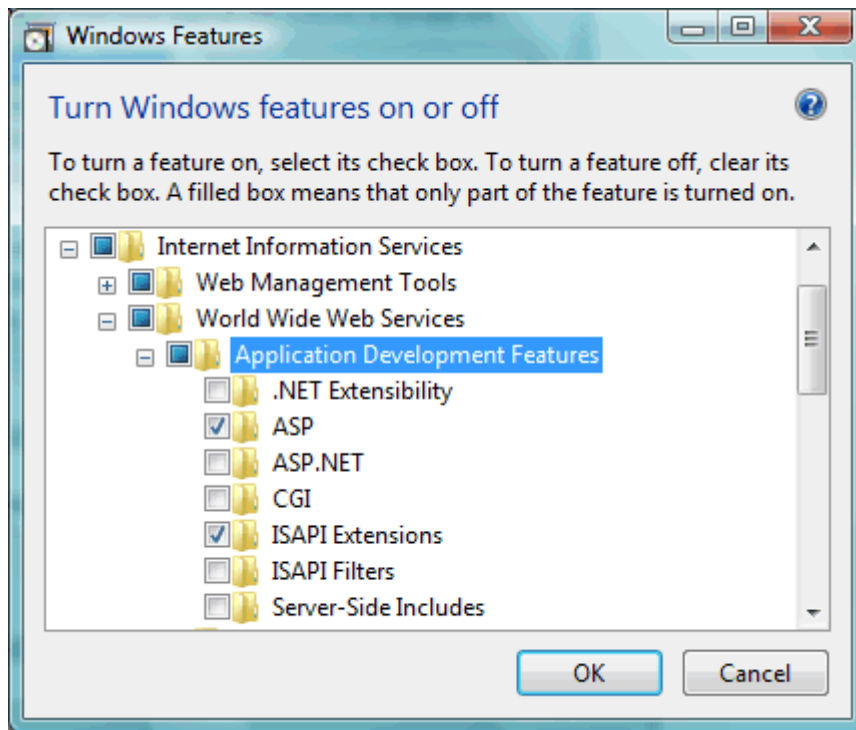 Windows Features
Turn Windows features on or off
To turn a feature on, select its check box. To turn a feature off, clear its
check box. A filled box means that only part of the feature is turned on.
Internet Information Services
Web Management Tools
World Wide Web Services
Application Development Features
.NET Extensibility
ASP
ASP.NET
CGI
ISAPI Extensions
ISAPI Filters
Server-Side Includes
OK Cancel